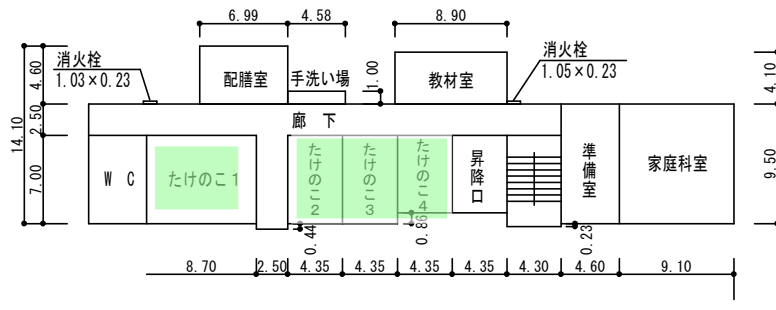 6.99
4.58
8.90
消火栓
1.03×0.23
配膳室
手洗い場
1.00
教材室
消火栓
1.05×0.23
14.10
4.60
2.50
7.00
4.10
9.50
廊 下
WC
たけのこ1
たけのこ2
たけのこ3
たけのこ4
昇降口
準備室
家庭科室
0.44
0.86
0.23
8.70
2.50
4.35
4.35
4.35
4.35
4.30
4.60
9.10